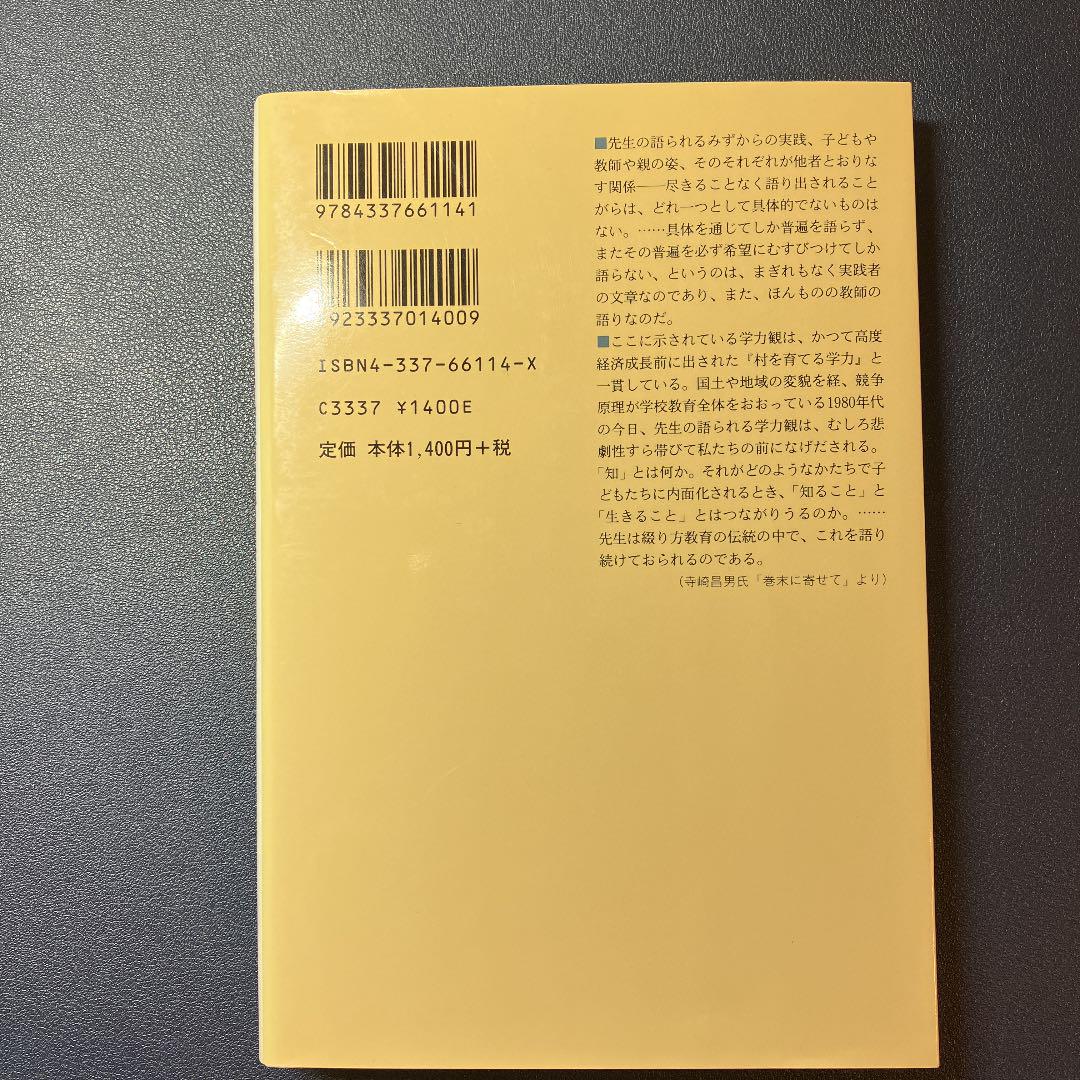 9784337661141
1923337014009
ISBN4-337-66114-X
C3337 ¥1400E
定価 本体1,400円+税
■先生の語られるみずからの実践、子どもや
教師や親の姿、そのそれぞれが他者とおりな
す関係――尽きることなく語り出されること
がらは、どれ一つとして具体的でないものは
ない。……具体を通じてしか普遍を語らず、
またその普遍を必ず希望にむすびつけてしか
語らない、というのは、まぎれもなく実践者
の文章なのであり、また、ほんものの教師の
語りなのだ。
■ここに示されている学力観は、かつて高度
経済成長前に出された『村を育てる学力』と
一貫している。国土や地域の変貌を経、競争
原理が学校教育全体をおおっている1980年代
の今日、先生の語られる学力観は、むしろ悲
劇性すら帯びて私たちの前になげだされる。
「知」とは何か。それがどのようなかたちで子
どもたちに内面化されるとき、「知ること」と
「生きること」とはつながりうるのか。……
先生は綴り方教育の伝統の中で、これを語り
続けておられるのである。
(寺崎昌男氏「巻末に寄せて」より)